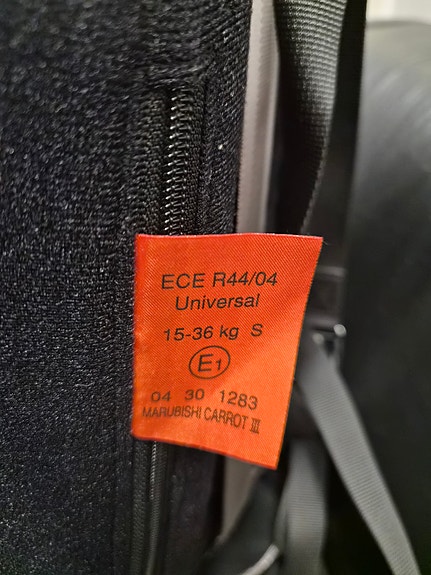 ECE R44/04
Universal
15-36 kg S
E1
04 30 1283
MARUBISHI CARROT III